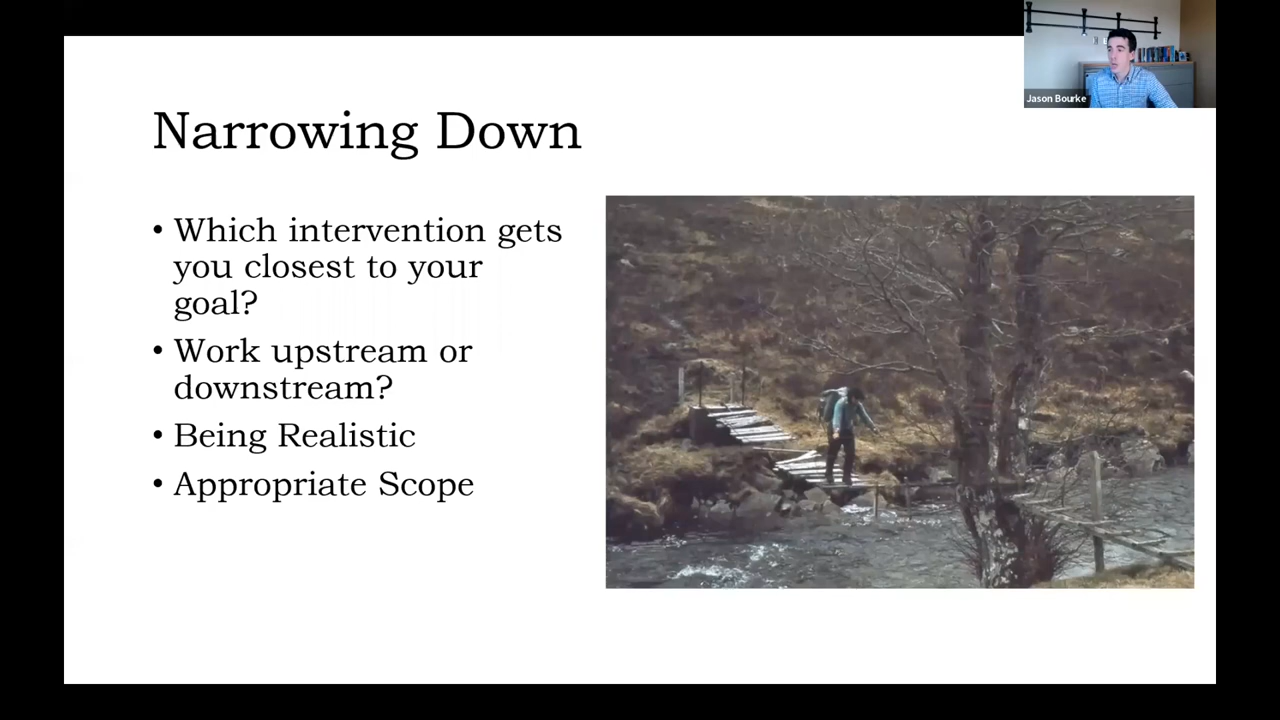 Jason Bourke
Narrowing Down
• Which intervention gets
you closest to your
goal?
• Work upstream or
downstream?
• Being Realistic
• Appropriate Scope